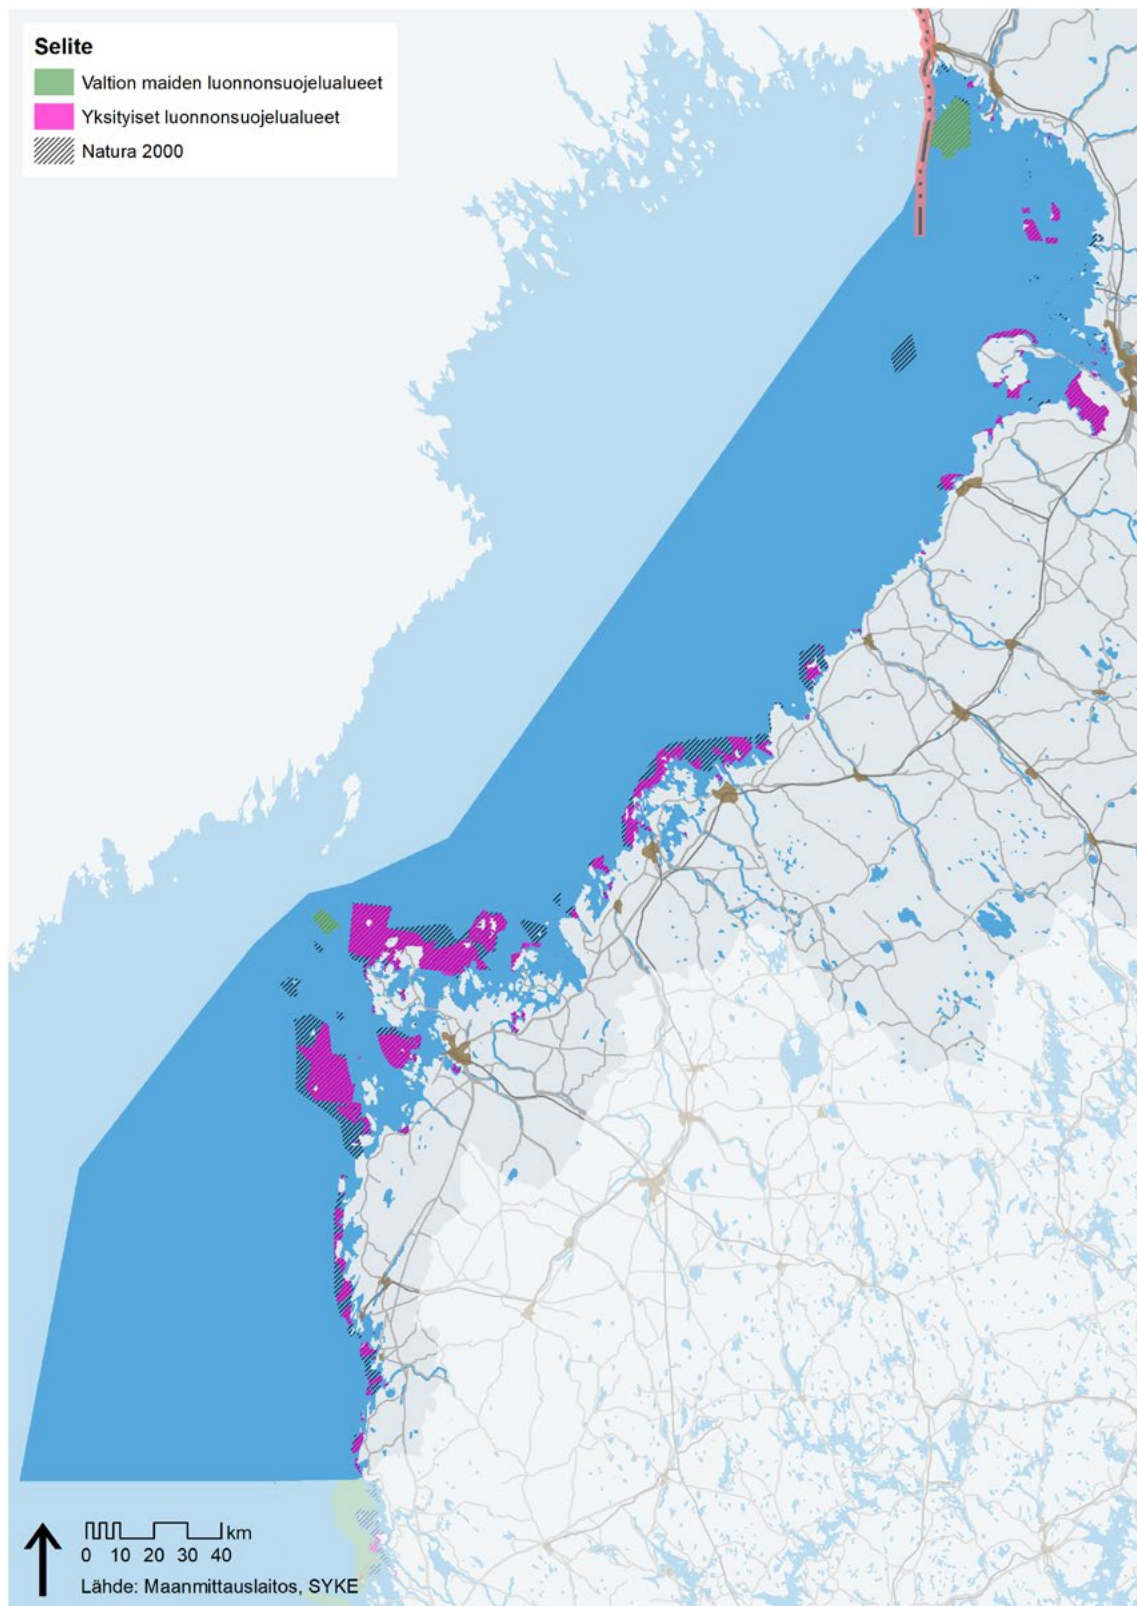 Selite
Valtion maiden luonnonsuojelualueet
Yksityiset luonnonsuojelualueet
Natura 2000
km
0 10 20 30 40
Lähde: Maanmittauslaitos, SYKE